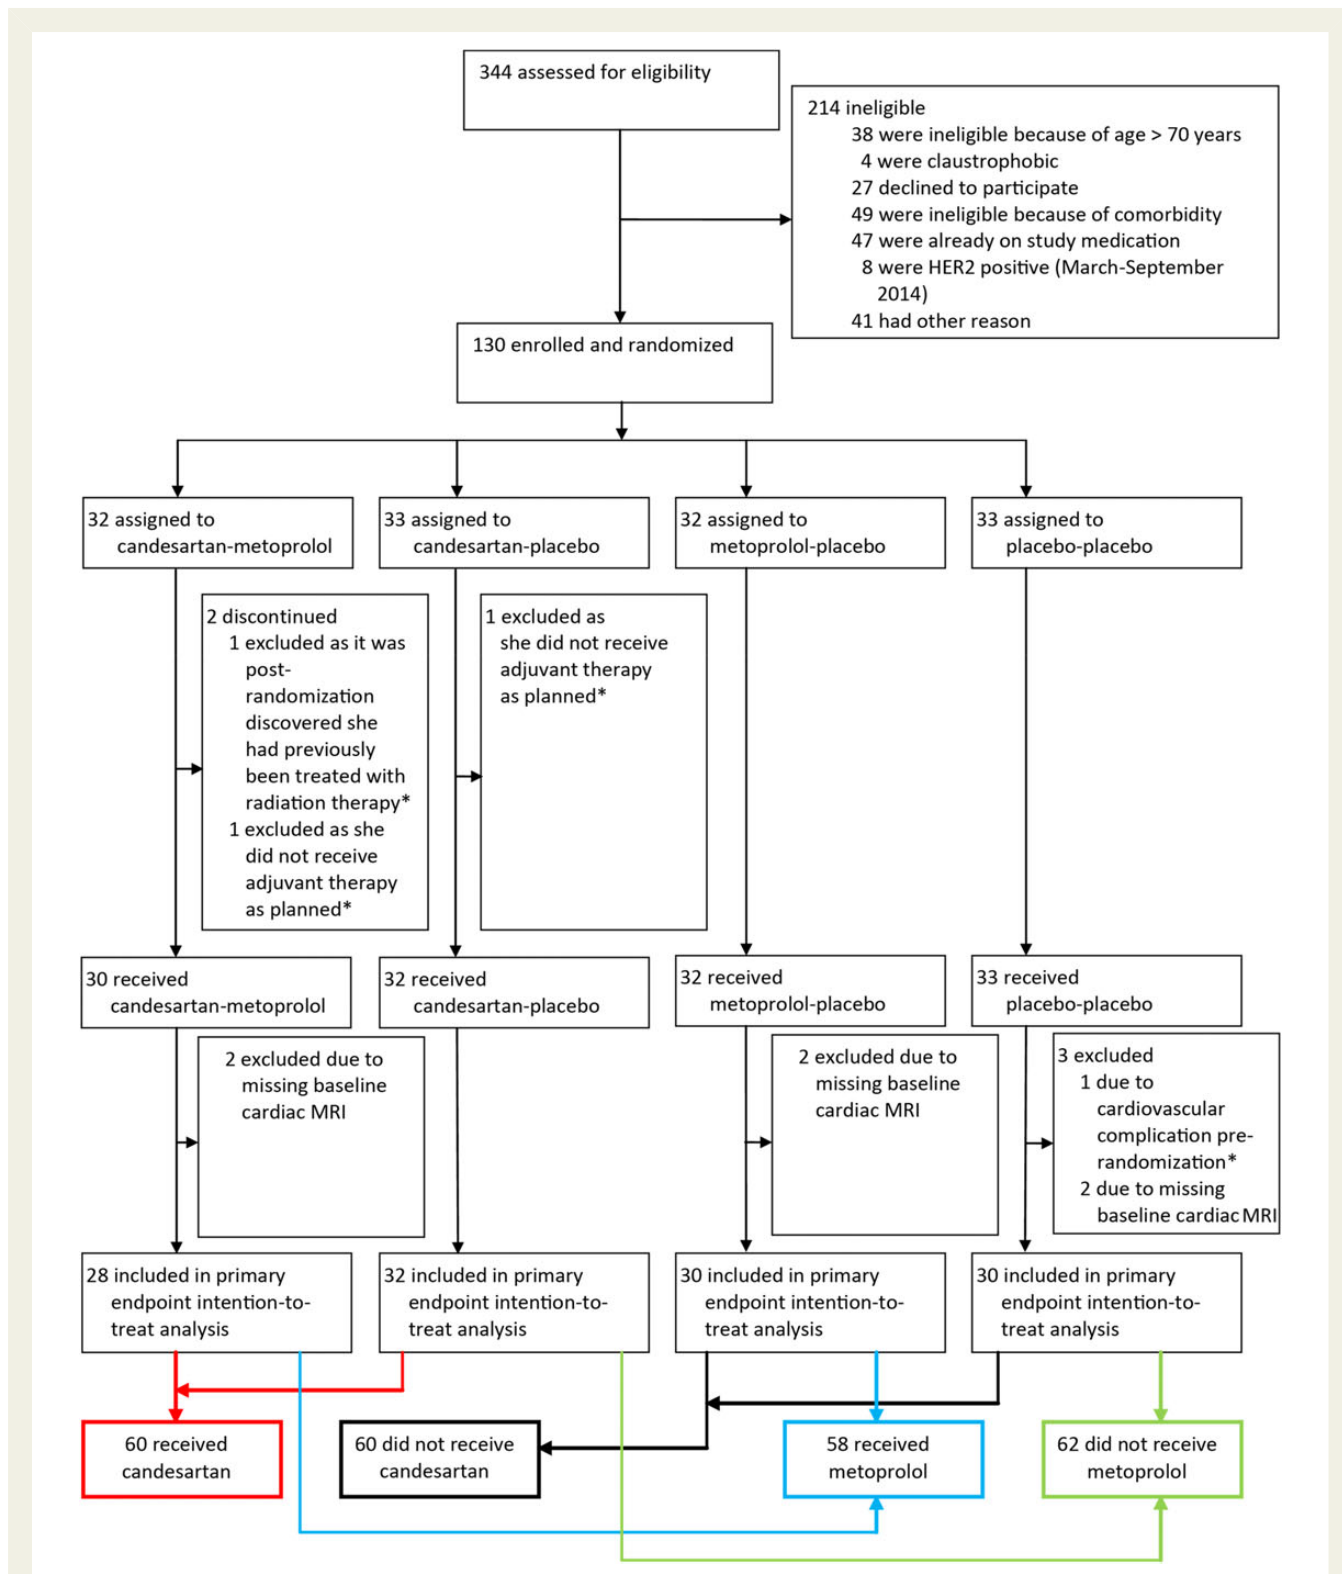 344 assessed for eligibility
214 ineligible
38 were ineligible because of age > 70 years
4 were claustrophobic
27 declined to participate
49 were ineligible because of comorbidity
47 were already on study medication
8 were HER2 positive (March-September
2014)
41 had other reason
130 enrolled and randomized
32 assigned to
candesartan-metoprolol
33 assigned to
candesartan-placebo
32 assigned to
metoprolol-placebo
33 assigned to
placebo-placebo
2 discontinued
1 excluded as it was
post-
randomization
discovered she
had previously
been treated with
radiation therapy*
1 excluded as she
did not receive
adjuvant therapy
as planned*
1 excluded as
she did not receive
adjuvant therapy
as planned*
30 received
candesartan-metoprolol
32 received
candesartan-placebo
32 received
metoprolol-placebo
33 received
placebo-placebo
2 excluded due to
missing baseline
cardiac MRI
2 excluded due to
missing baseline
cardiac MRI
3 excluded
1 due to
cardiovascular
complication pre-
randomization*
2 due to missing
baseline cardiac MRI
28 included in primary
endpoint intention-to-
treat analysis
32 included in primary
endpoint intention-to-
treat analysis
30 included in primary
endpoint intention-to-
treat analysis
30 included in primary
endpoint intention-to-
treat analysis
60 received
candesartan
60 did not receive
candesartan
58 received
metoprolol
62 did not receive
metoprolol